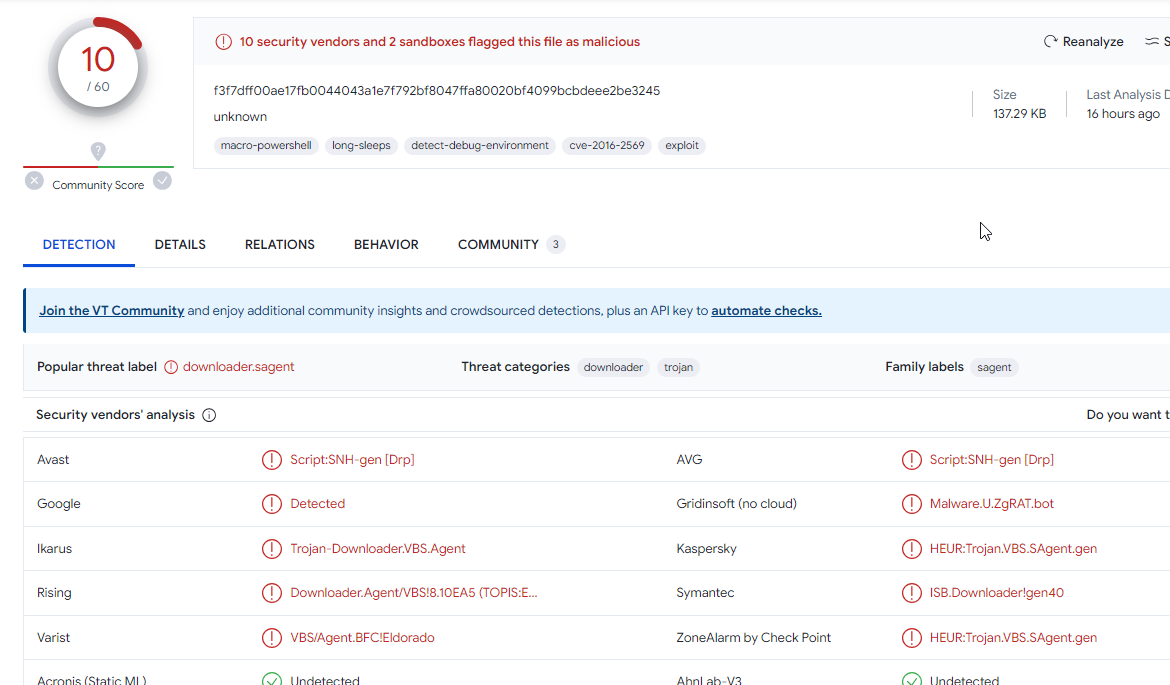 10
/ 60
?
Community Score
10 security vendors and 2 sandboxes flagged this file as malicious
Reanalyze
S
f3f7dff00ae17fb0044043a1e7f792bf8047ffa80020bf4099bcbdeee2be3245
unknown
macro-powershell long-sleeps detect-debug-environment cve-2016-2569 exploit
Size
137.29 KB
Last Analysis D
16 hours ago
DETECTION DETAILS RELATIONS BEHAVIOR COMMUNITY 3
Join the VT Community and enjoy additional community insights and crowdsourced detections, plus an API key to automate checks.
Popular threat label downloader.sagent Threat categories downloader trojan Family labels sagent
Security vendors' analysis Do you want t
Avast Script:SNH-gen [Drp] AVG Script:SNH-gen [Drp]
Google Detected Gridinsoft (no cloud) Malware.U.ZgRAT.bot
Ikarus Trojan-Downloader.VBS.Agent Kaspersky HEUR:Trojan.VBS.SAgent.gen
Rising Downloader.Agent/VBS!8.10EA5 (TOPIS:E... Symantec ISB.Downloader!gen40
Varist VBS/Agent.BFC!Eldorado ZoneAlarm by Check Point HEUR:Trojan.VBS.SAgent.gen
Acronis (Static ML) Undetected AhnLab-V3 Undetected